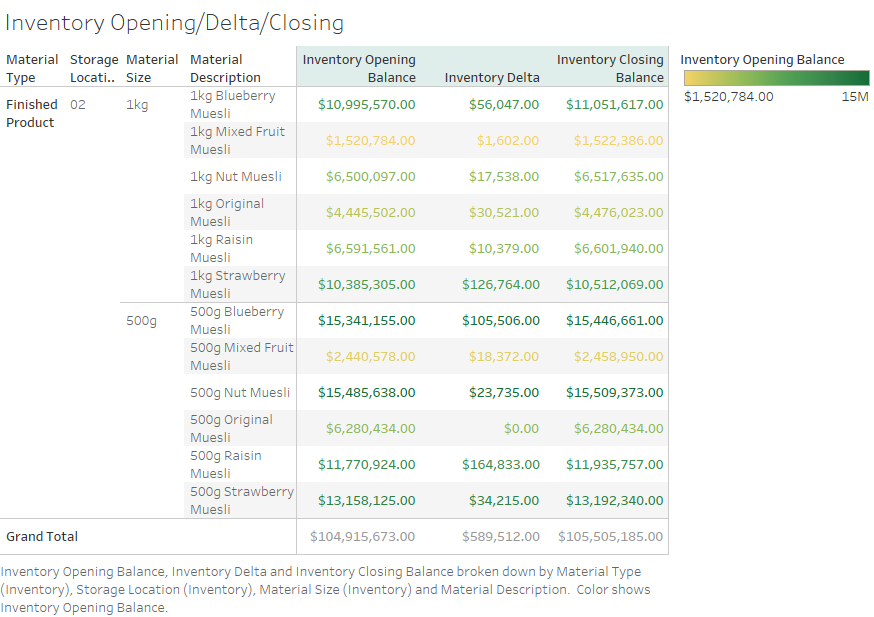 Inventory Opening/Delta/Closing
Material Type Storage Locati.. Material Size Material Description Inventory Opening Balance Inventory Delta Inventory Closing Balance
Finished Product 02 1kg 1kg Blueberry Muesli $10,995,570.00 $56,047.00 $11,051,617.00
1kg Mixed Fruit Muesli $1,520,784.00 $1,602.00 $1,522,386.00
1kg Nut Muesli $6,500,097.00 $17,538.00 $6,517,635.00
1kg Original Muesli $4,445,502.00 $30,521.00 $4,476,023.00
1kg Raisin Muesli $6,591,561.00 $10,379.00 $6,601,940.00
1kg Strawberry Muesli $10,385,305.00 $126,764.00 $10,512,069.00
500g 500g Blueberry Muesli $15,341,155.00 $105,506.00 $15,446,661.00
500g Mixed Fruit Muesli $2,440,578.00 $18,372.00 $2,458,950.00
500g Nut Muesli $15,485,638.00 $23,735.00 $15,509,373.00
500g Original Muesli $6,280,434.00 $0.00 $6,280,434.00
500g Raisin Muesli $11,770,924.00 $164,833.00 $11,935,757.00
500g Strawberry Muesli $13,158,125.00 $34,215.00 $13,192,340.00
Grand Total $104,915,673.00 $589,512.00 $105,505,185.00
Inventory Opening Balance
$1,520,784.00 15M
Inventory Opening Balance, Inventory Delta and Inventory Closing Balance broken down by Material Type
(Inventory), Storage Location (Inventory), Material Size (Inventory) and Material Description. Color shows
Inventory Opening Balance.